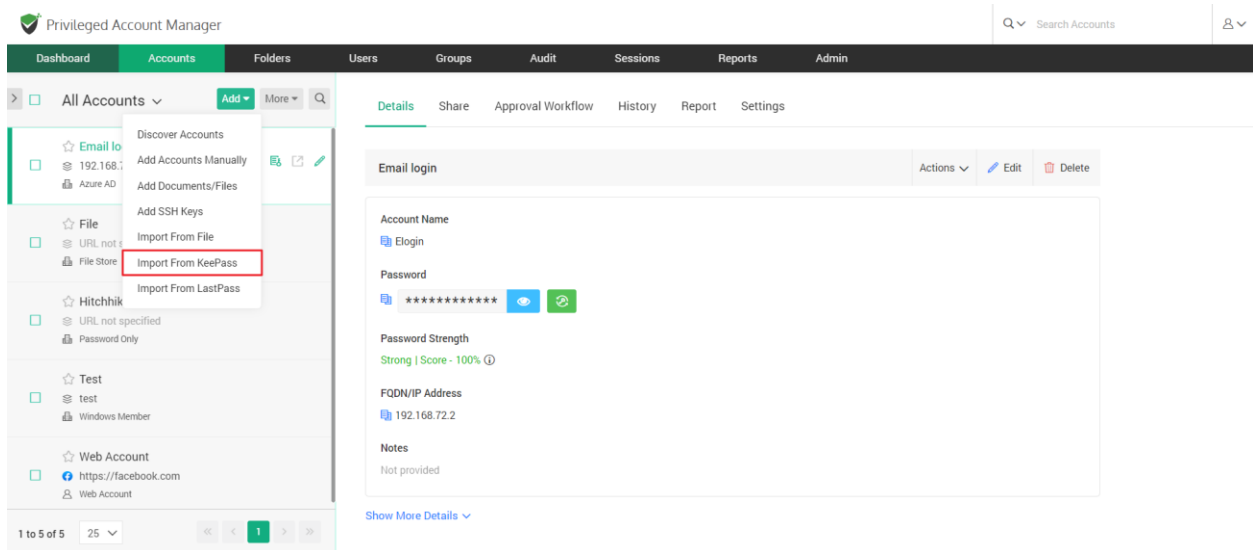 Privileged Account Manager
Search Accounts
Dashboard Accounts Folders Users Groups Audit Sessions Reports Admin
All Accounts Add More
Discover Accounts
Add Accounts Manually
Add Documents/Files
Add SSH Keys
Import From File
Import From KeePass
Import From LastPass
Email lo
192.168.7
Azure AD
File
URL not s
File Store
Hitchhik
URL not specified
Password Only
Test
test
Windows Member
Web Account
https://facebook.com
Web Account
1 to 5 of 5 25 « < 1 > »
Details Share Approval Workflow History Report Settings
Email login Actions Edit Delete
Account Name
Elogin
Password
************
Password Strength
Strong | Score - 100%
FQDN/IP Address
192.168.72.2
Notes
Not provided
Show More Details